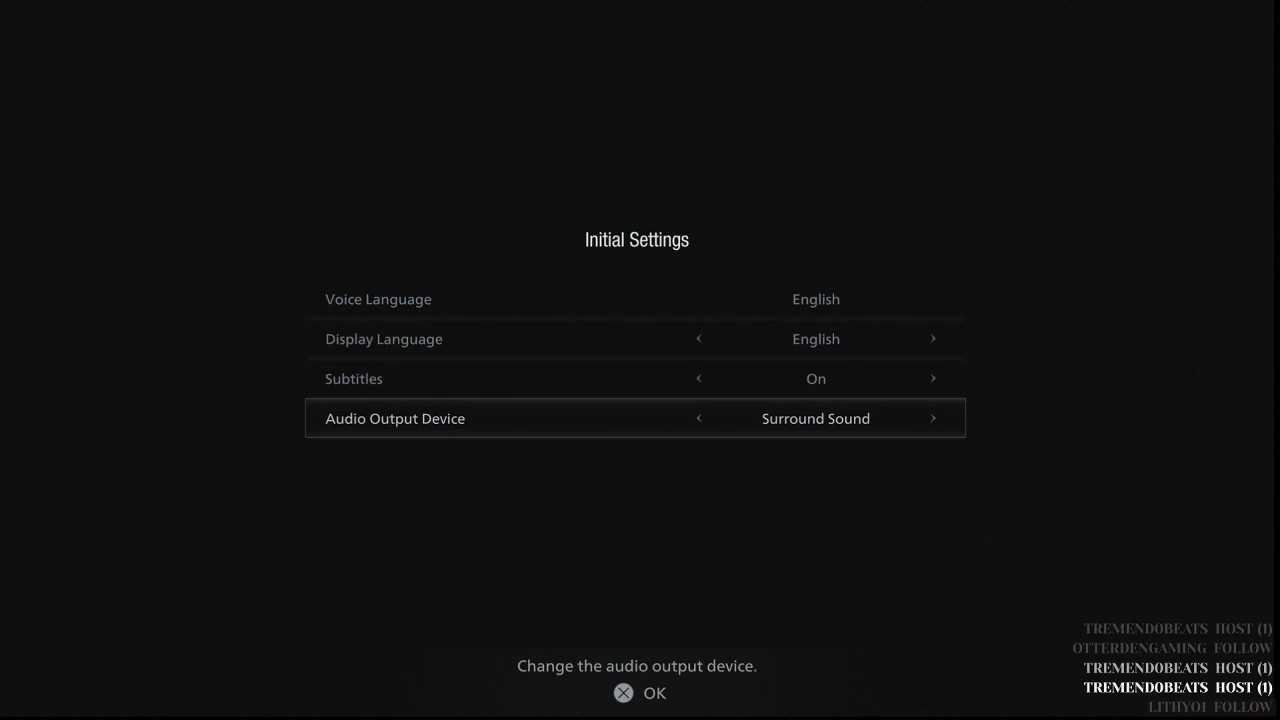 Initial Settings
Voice Language English
Display Language English
Subtitles On
Audio Output Device Surround Sound
Change the audio output device.
OK
TREMENDOBEATS HOST (1)
OTTERDENGAMING FOLLOW
TREMENDOBEATS HOST (1)
TREMENDOBEATS HOST (1)
LITHYO1 FOLLOW